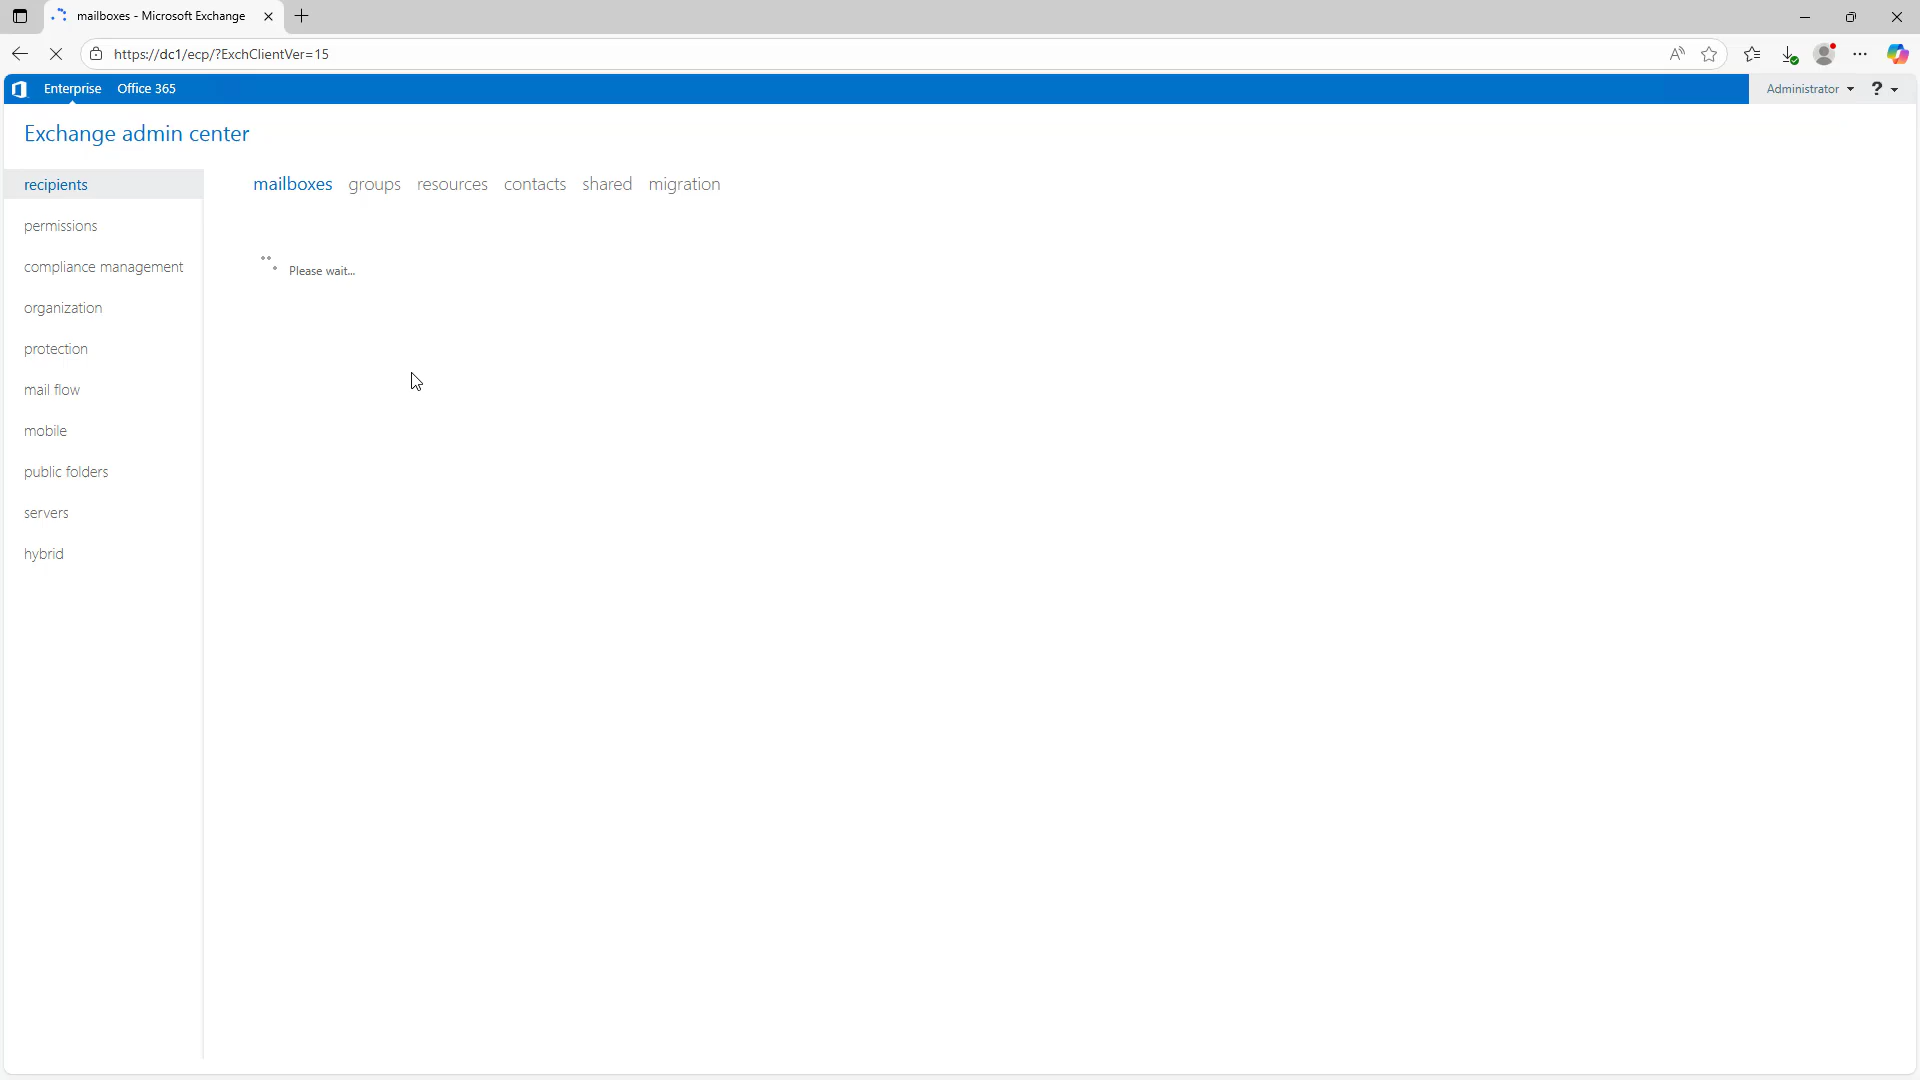 mailboxes - Microsoft Exchange
https://dc1/ecp/?ExchClientVer=15
Enterprise Office 365 Administrator ?
Exchange admin center
recipients
permissions
compliance management
organization
protection
mail flow
mobile
public folders
servers
hybrid
mailboxes groups resources contacts shared migration
Please wait...